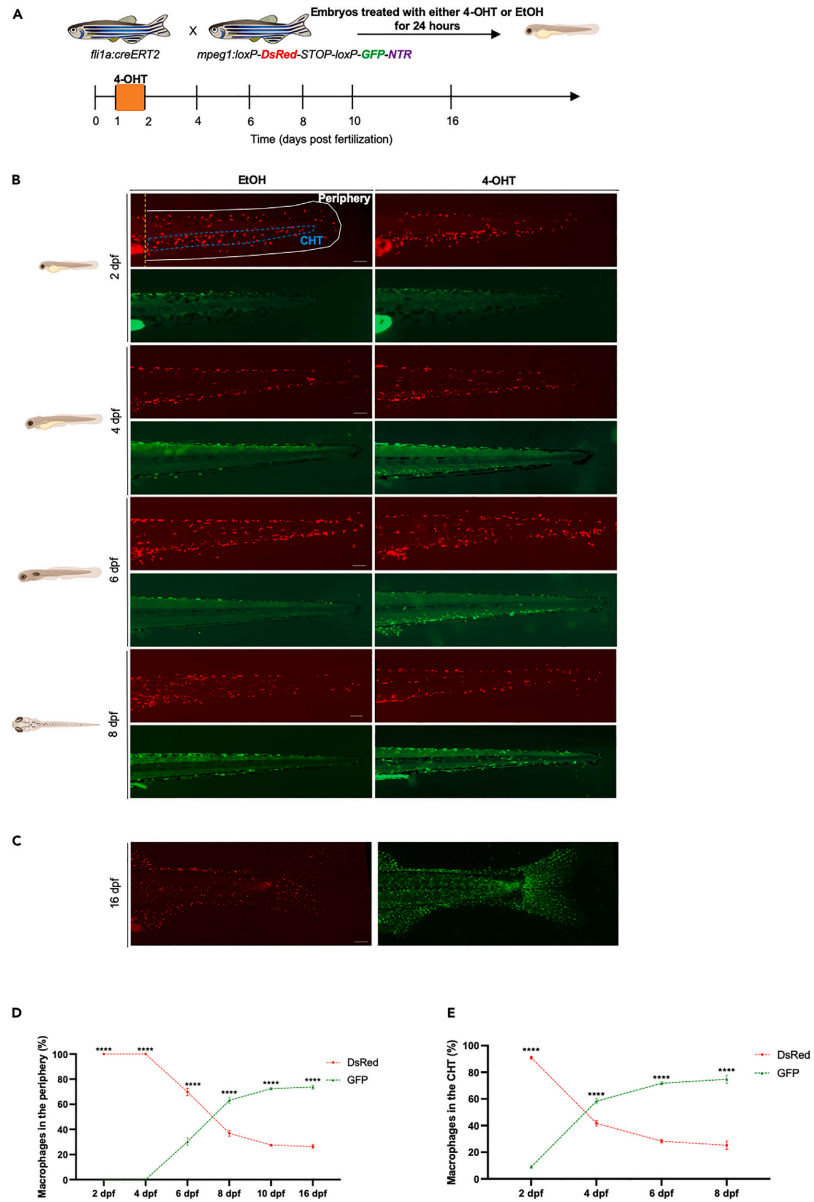 A
Embryos treated with either 4-OHT or EtOH
for 24 hours
X
fli1a:creERT2
mpeg1:loxP-DsRed-STOP-loxP-GFP-NTR
4-OHT
0 1 2 4 6 8 10 16
Time (days post fertilization)
B
EtOH
4-OHT
Periphery
CHT
2 dpf
4 dpf
6 dpf
8 dpf
C
16 dpf
D
Macrophages in the periphery (%)
100
80
60
40
20
0
**** **** **** **** **** ****
DsRed
GFP
2 dpf 4 dpf 6 dpf 8 dpf 10 dpf 16 dpf
E
Macrophages in the CHT (%)
100
80
60
40
20
0
**** **** **** ****
DsRed
GFP
2 dpf 4 dpf 6 dpf 8 dpf